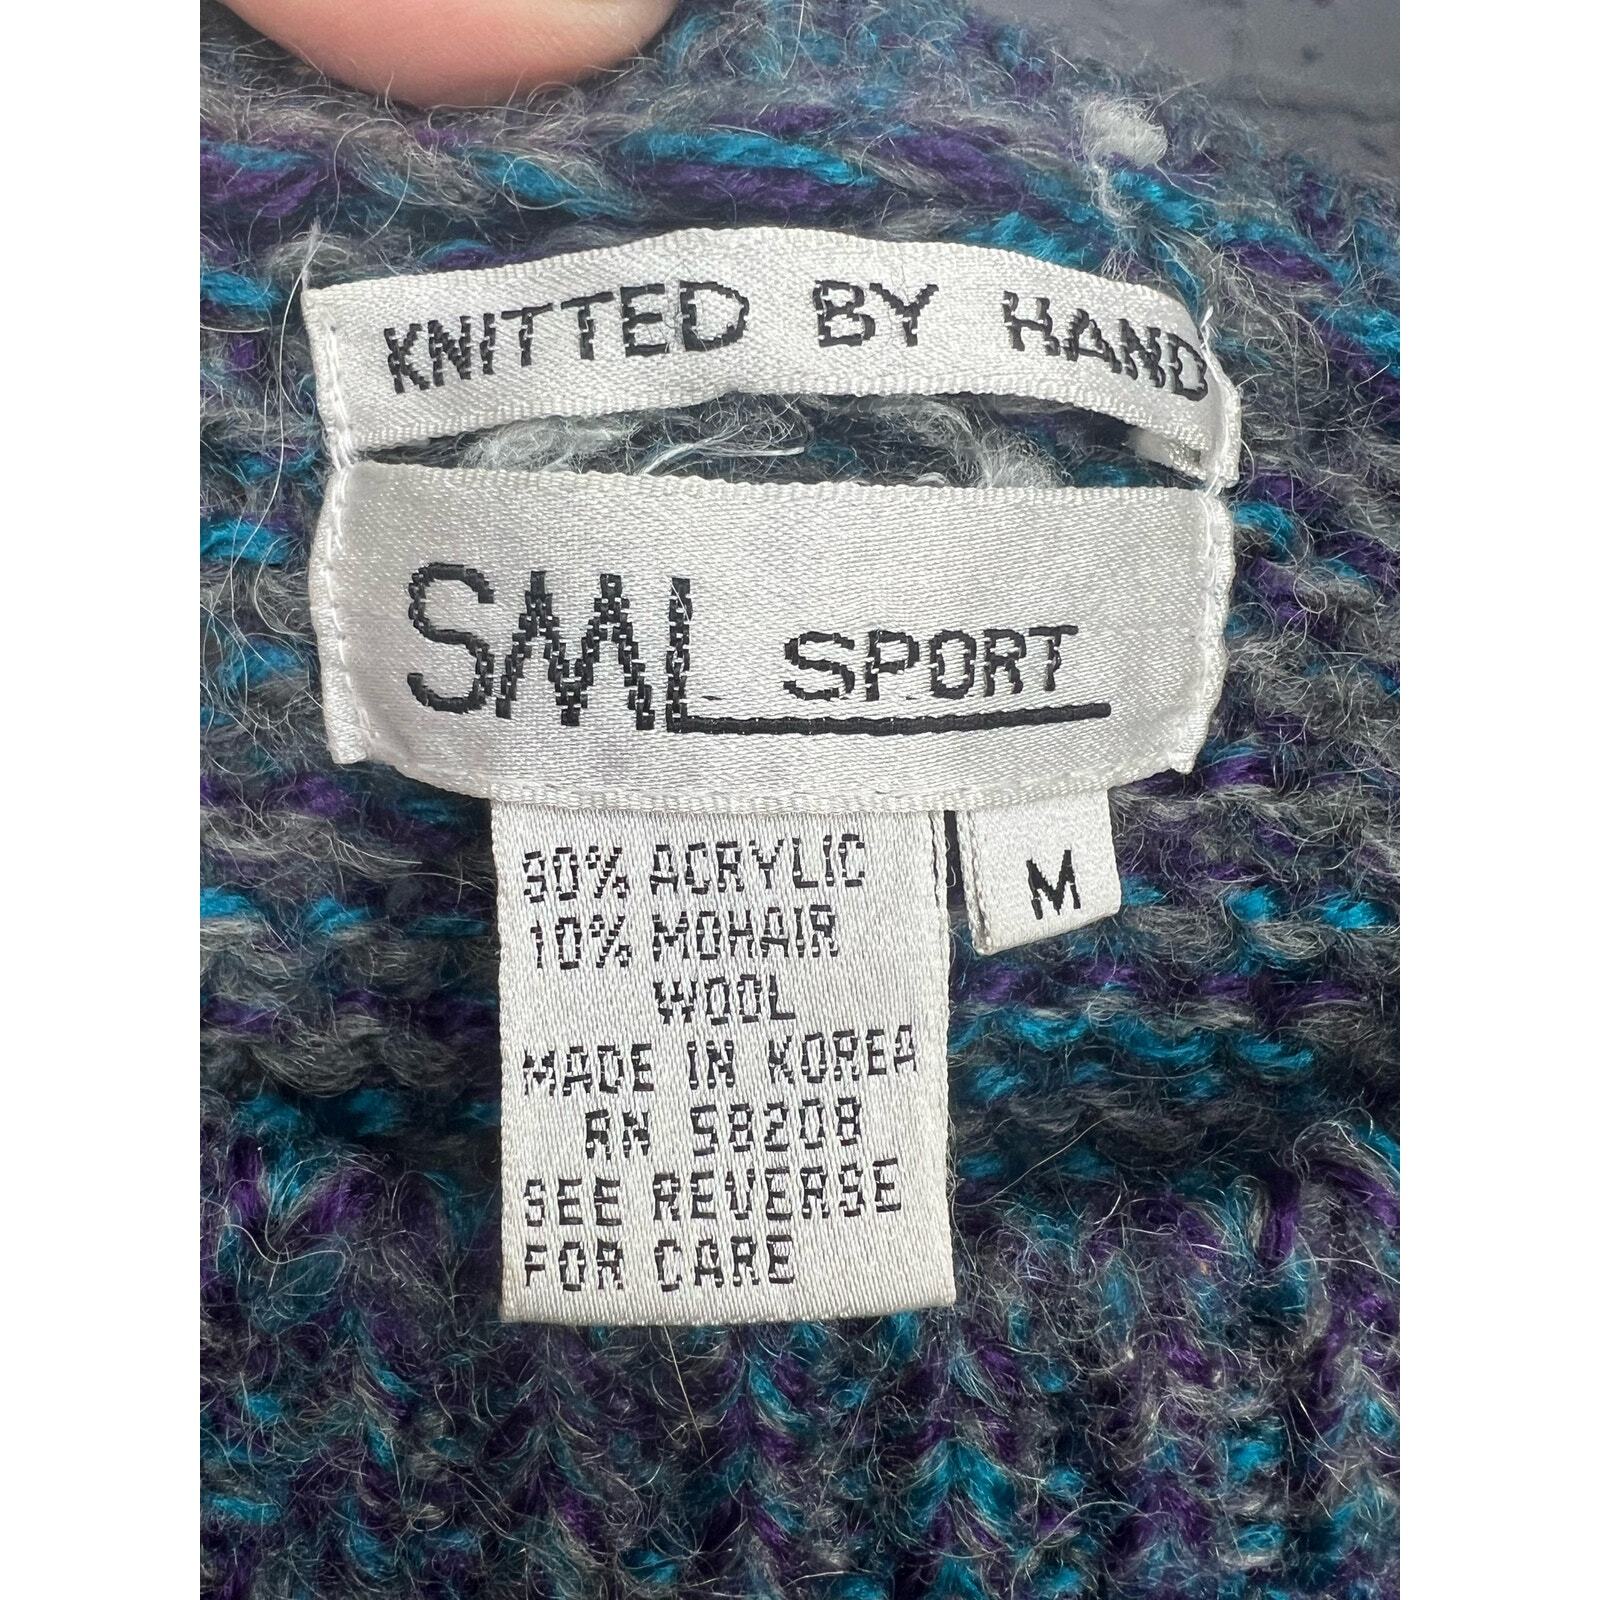 KNITTED BY HAND
SML SPORT
M
90% ACRYLIC
10% MOHAIR
WOOL
MADE IN KOREA
RN 58208
SEE REVERSE
FOR CARE